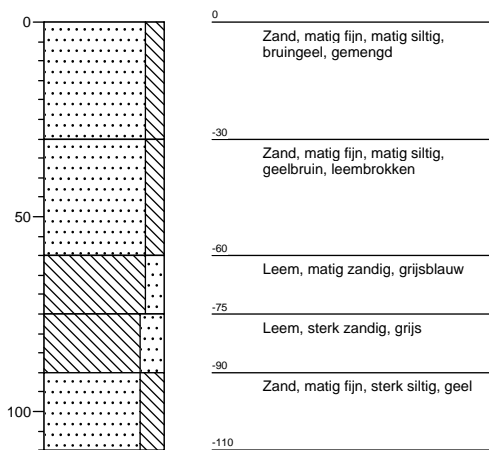 0
0
Zand, matig fijn, matig siltig,
bruingeel, gemengd
-30
Zand, matig fijn, matig siltig,
geelbruin, leembrokken
50
-60
Leem, matig zandig, grijsblauw
-75
Leem, sterk zandig, grijs
-90
Zand, matig fijn, sterk siltig, geel
100
-110